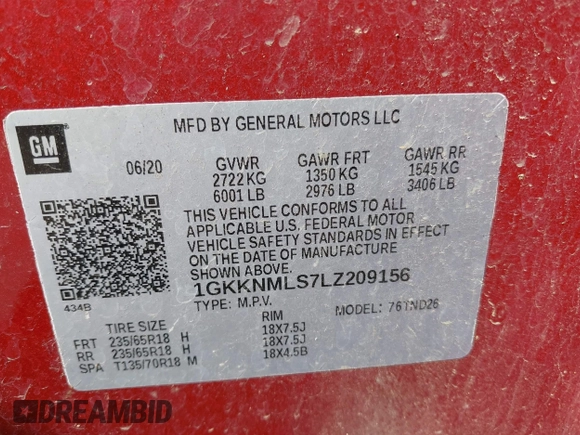 GM
MFD BY GENERAL MOTORS LLC
06/20 GVWR GAWR FRT GAWR RR
2722 KG 1350 KG 1545 KG
6001 LB 2976 LB 3406 LB
THIS VEHICLE CONFORMS TO ALL
APPLICABLE U.S. FEDERAL MOTOR
VEHICLE SAFETY STANDARDS IN EFFECT
ON THE DATE OF MANUFACTURE
SHOWN ABOVE.
1GKKNMLS7LZ209156
434B TYPE: M.P.V. MODEL: 76TND26
TIRE SIZE RIM
FRT 235/65R18 H 18X7.5J
RR 235/65R18 H 18X7.5J
SPA T135/70R18 M 18X4.5B
DREAMBID